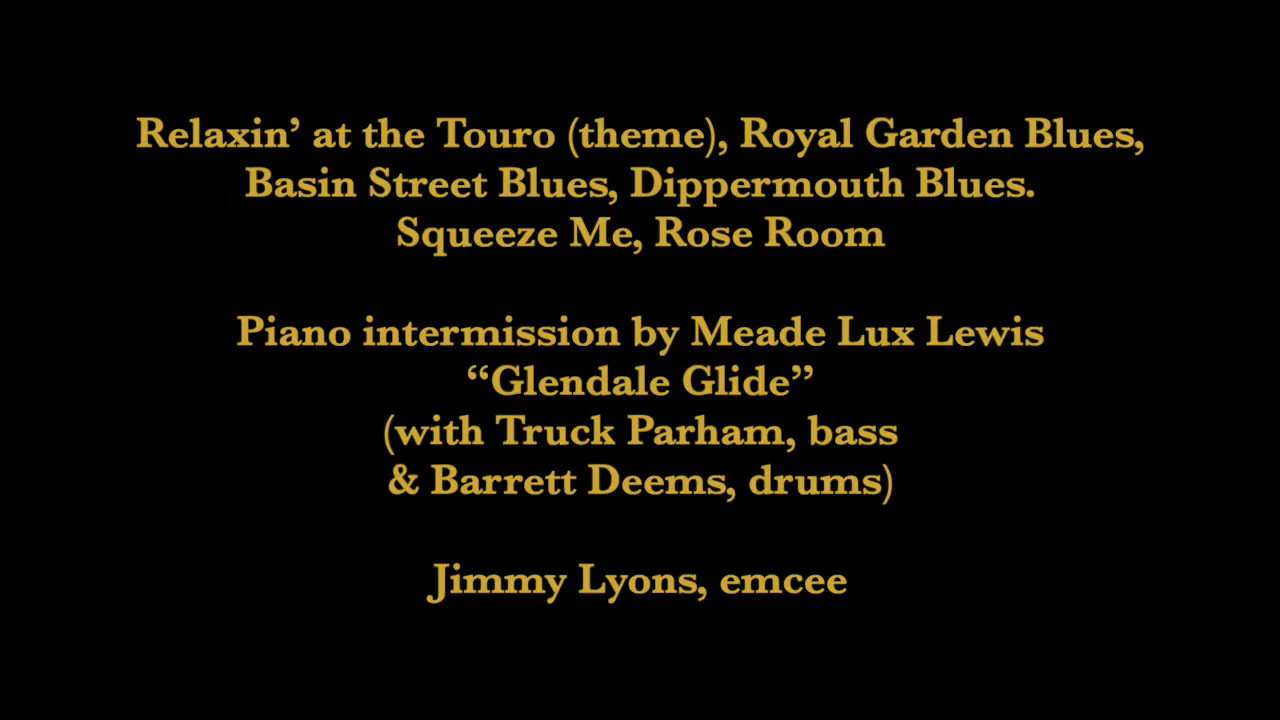 Relaxin’ at the Touro (theme), Royal Garden Blues,
Basin Street Blues, Dippermouth Blues.
Squeeze Me, Rose Room
Piano intermission by Meade Lux Lewis
“Glendale Glide”
(with Truck Parham, bass
& Barrett Deems, drums)
Jimmy Lyons, emcee